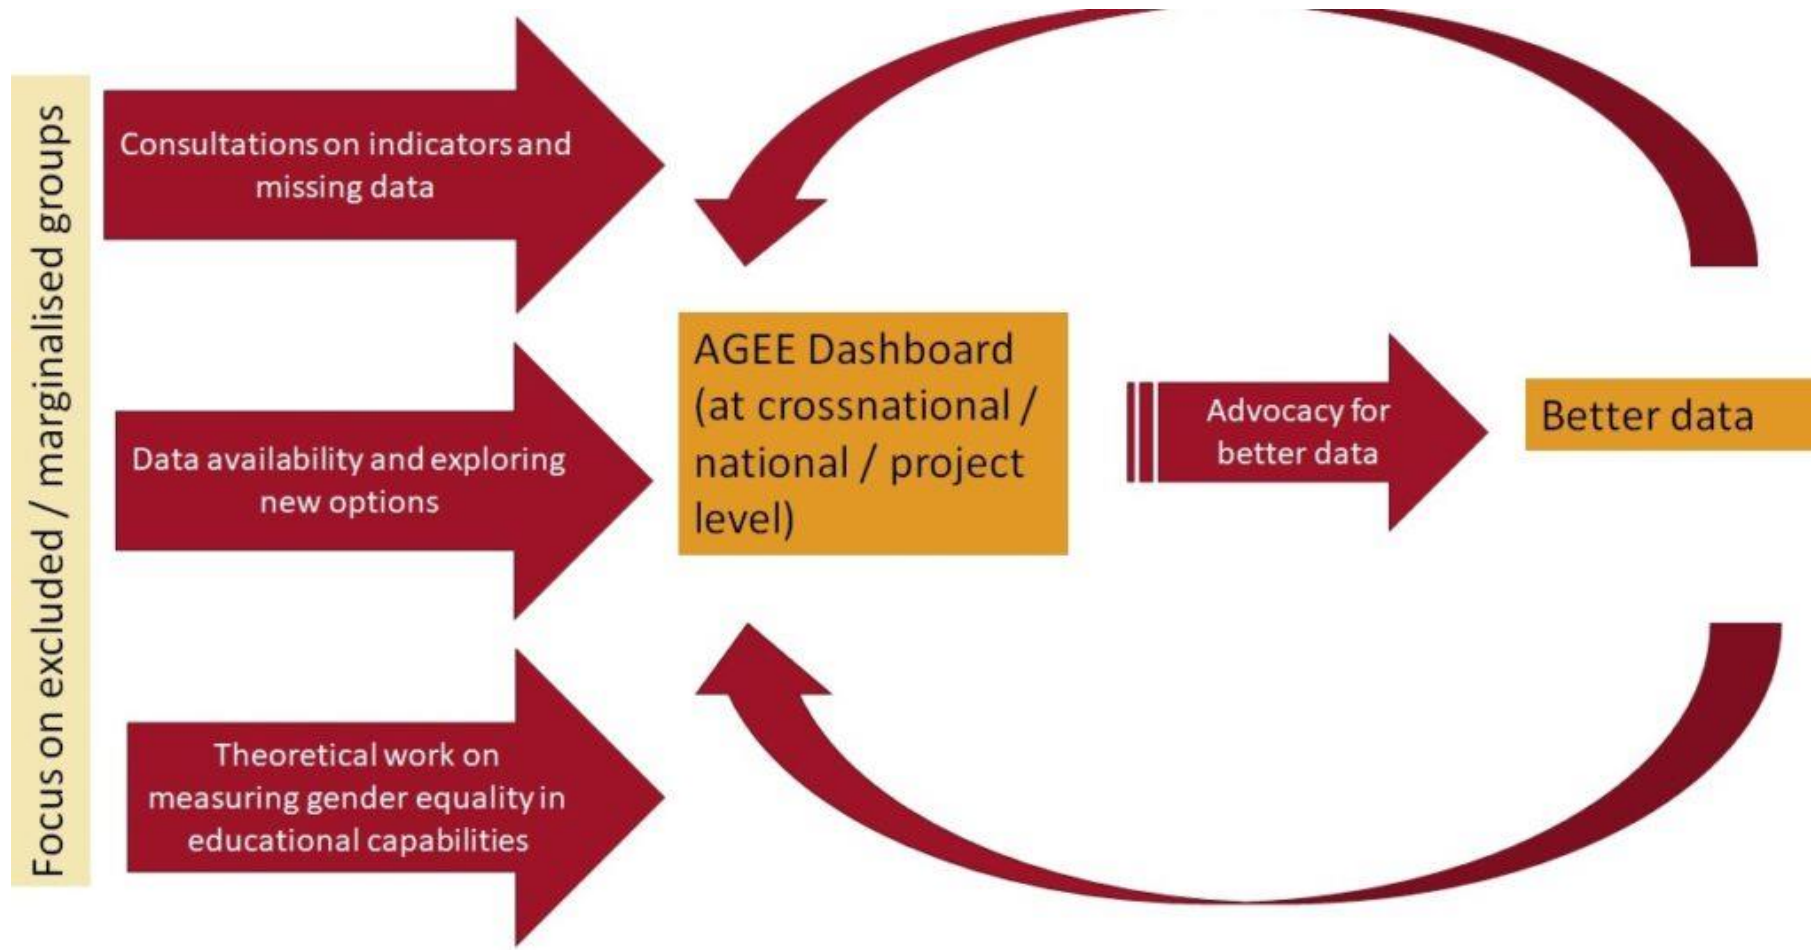 Focus on excluded / marginalised groups
Consultations on indicators and
missing data
Data availability and exploring
new options
Theoretical work on
measuring gender equality in
educational capabilities
AGEE Dashboard
(at crossnational /
national / project
level)
Advocacy for
better data
Better data